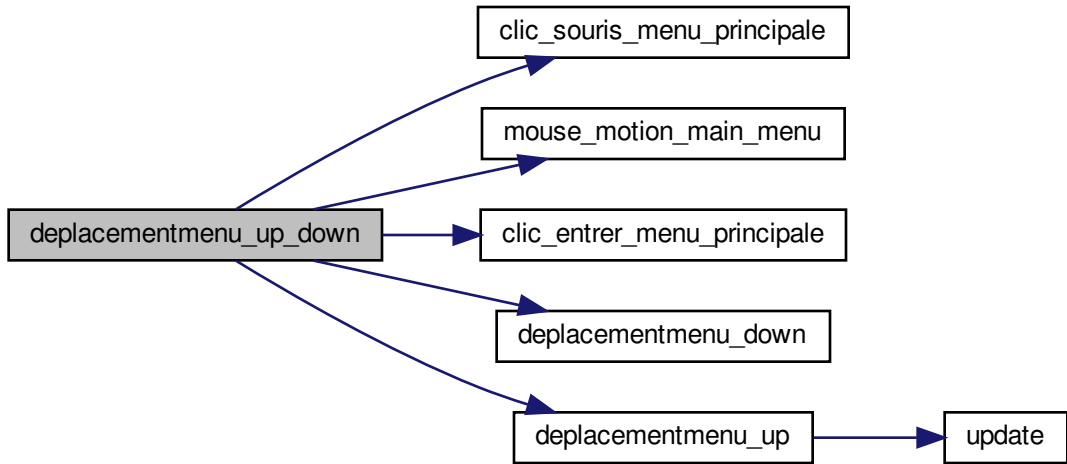 clic_souris_menu_principale
mouse_motion_main_menu
deplacementmenu_up_down
clic_entrer_menu_principale
deplacementmenu_down
deplacementmenu_up
update